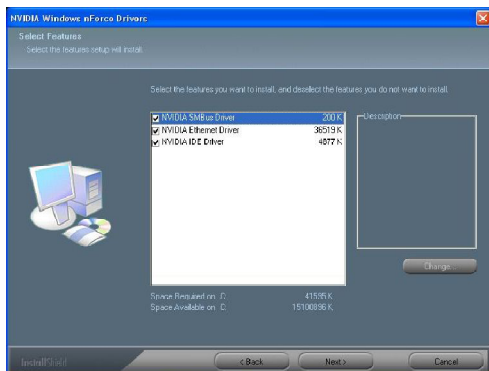 NVIDIA Windows nForce Drivers
Select Features
Select the features setup will install.
Select the features you want to install, and deselect the features you do not want to install.
NVIDIA SMBus Driver 200 K
NVIDIA Ethernet Driver 36519 K
NVIDIA IDE Driver 4877 K
Description
Change...
Space Required on C: 41595 K
Space Available on C: 15100896 K
InstallShield
< Back
Next >
Cancel